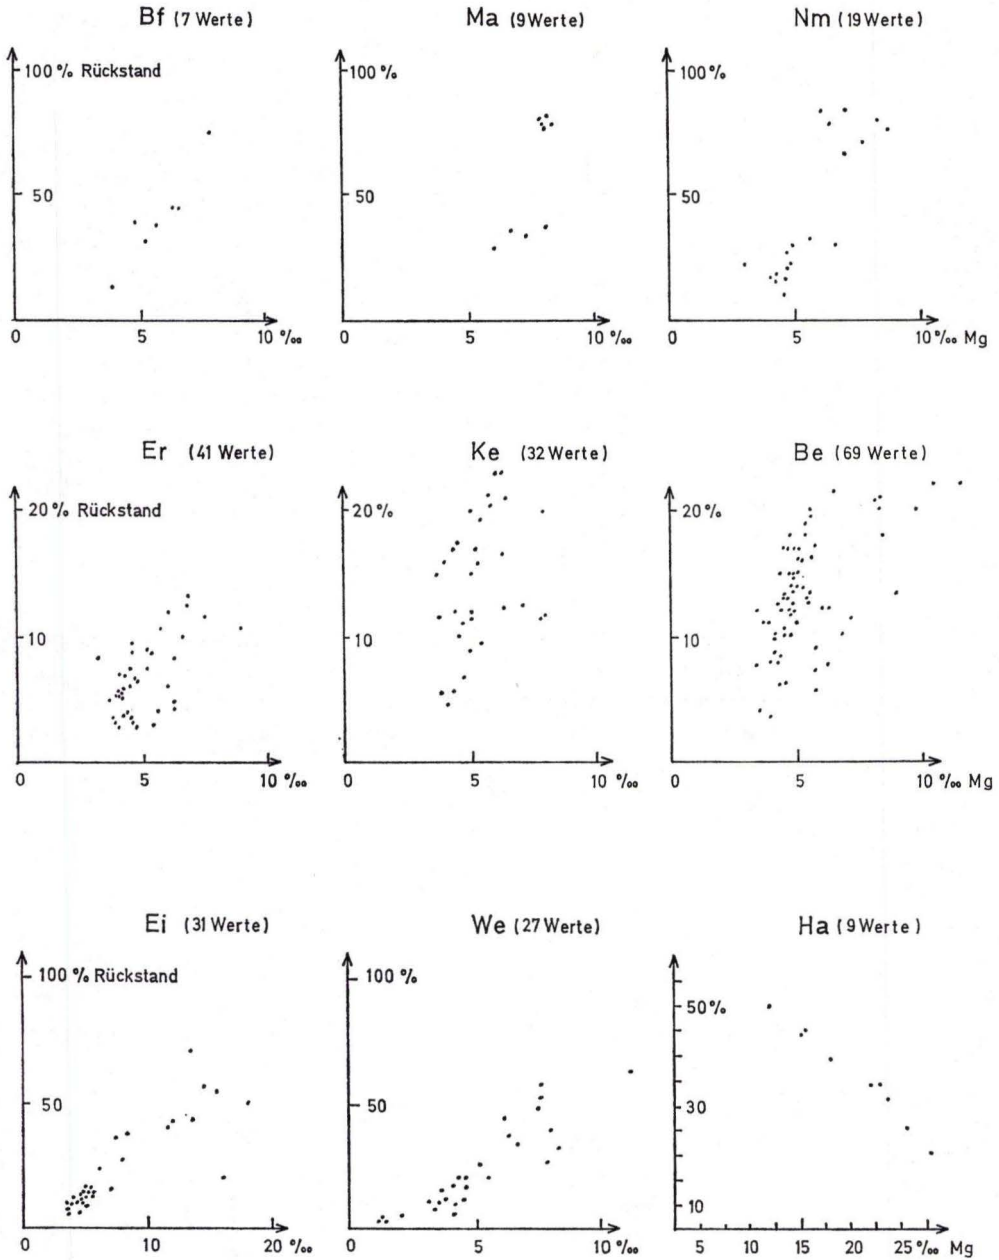 Bf (7 Werte) Ma (9 Werte) Nm (19 Werte)
100 % Rückstand 100 % 100 %
50 50 50
0 5 10 ‰ 0 5 10 ‰ 0 5 10 ‰ Mg
Er (41 Werte) Ke (32 Werte) Be (69 Werte)
20 % Rückstand 20 % 20 %
10 10 10
0 5 10 ‰ 0 5 10 ‰ 0 5 10 ‰ Mg
Ei (31 Werte) We (27 Werte) Ha (9 Werte)
100 % Rückstand 100 % 50 %
50 50 30
10
0 10 20 ‰ 0 5 10 ‰ 5 10 15 20 25 ‰ Mg